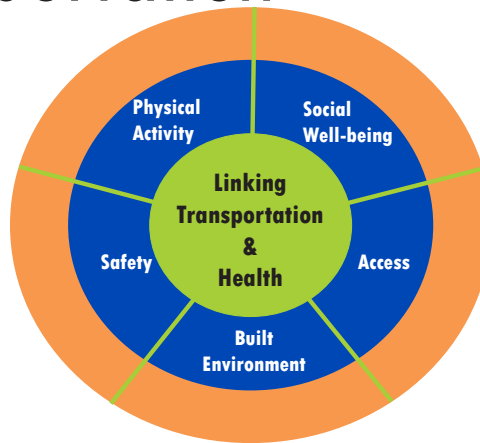 Physical
Activity
Social
Well-being
Linking
Transportation
&
Health
Safety
Access
Built
Environment